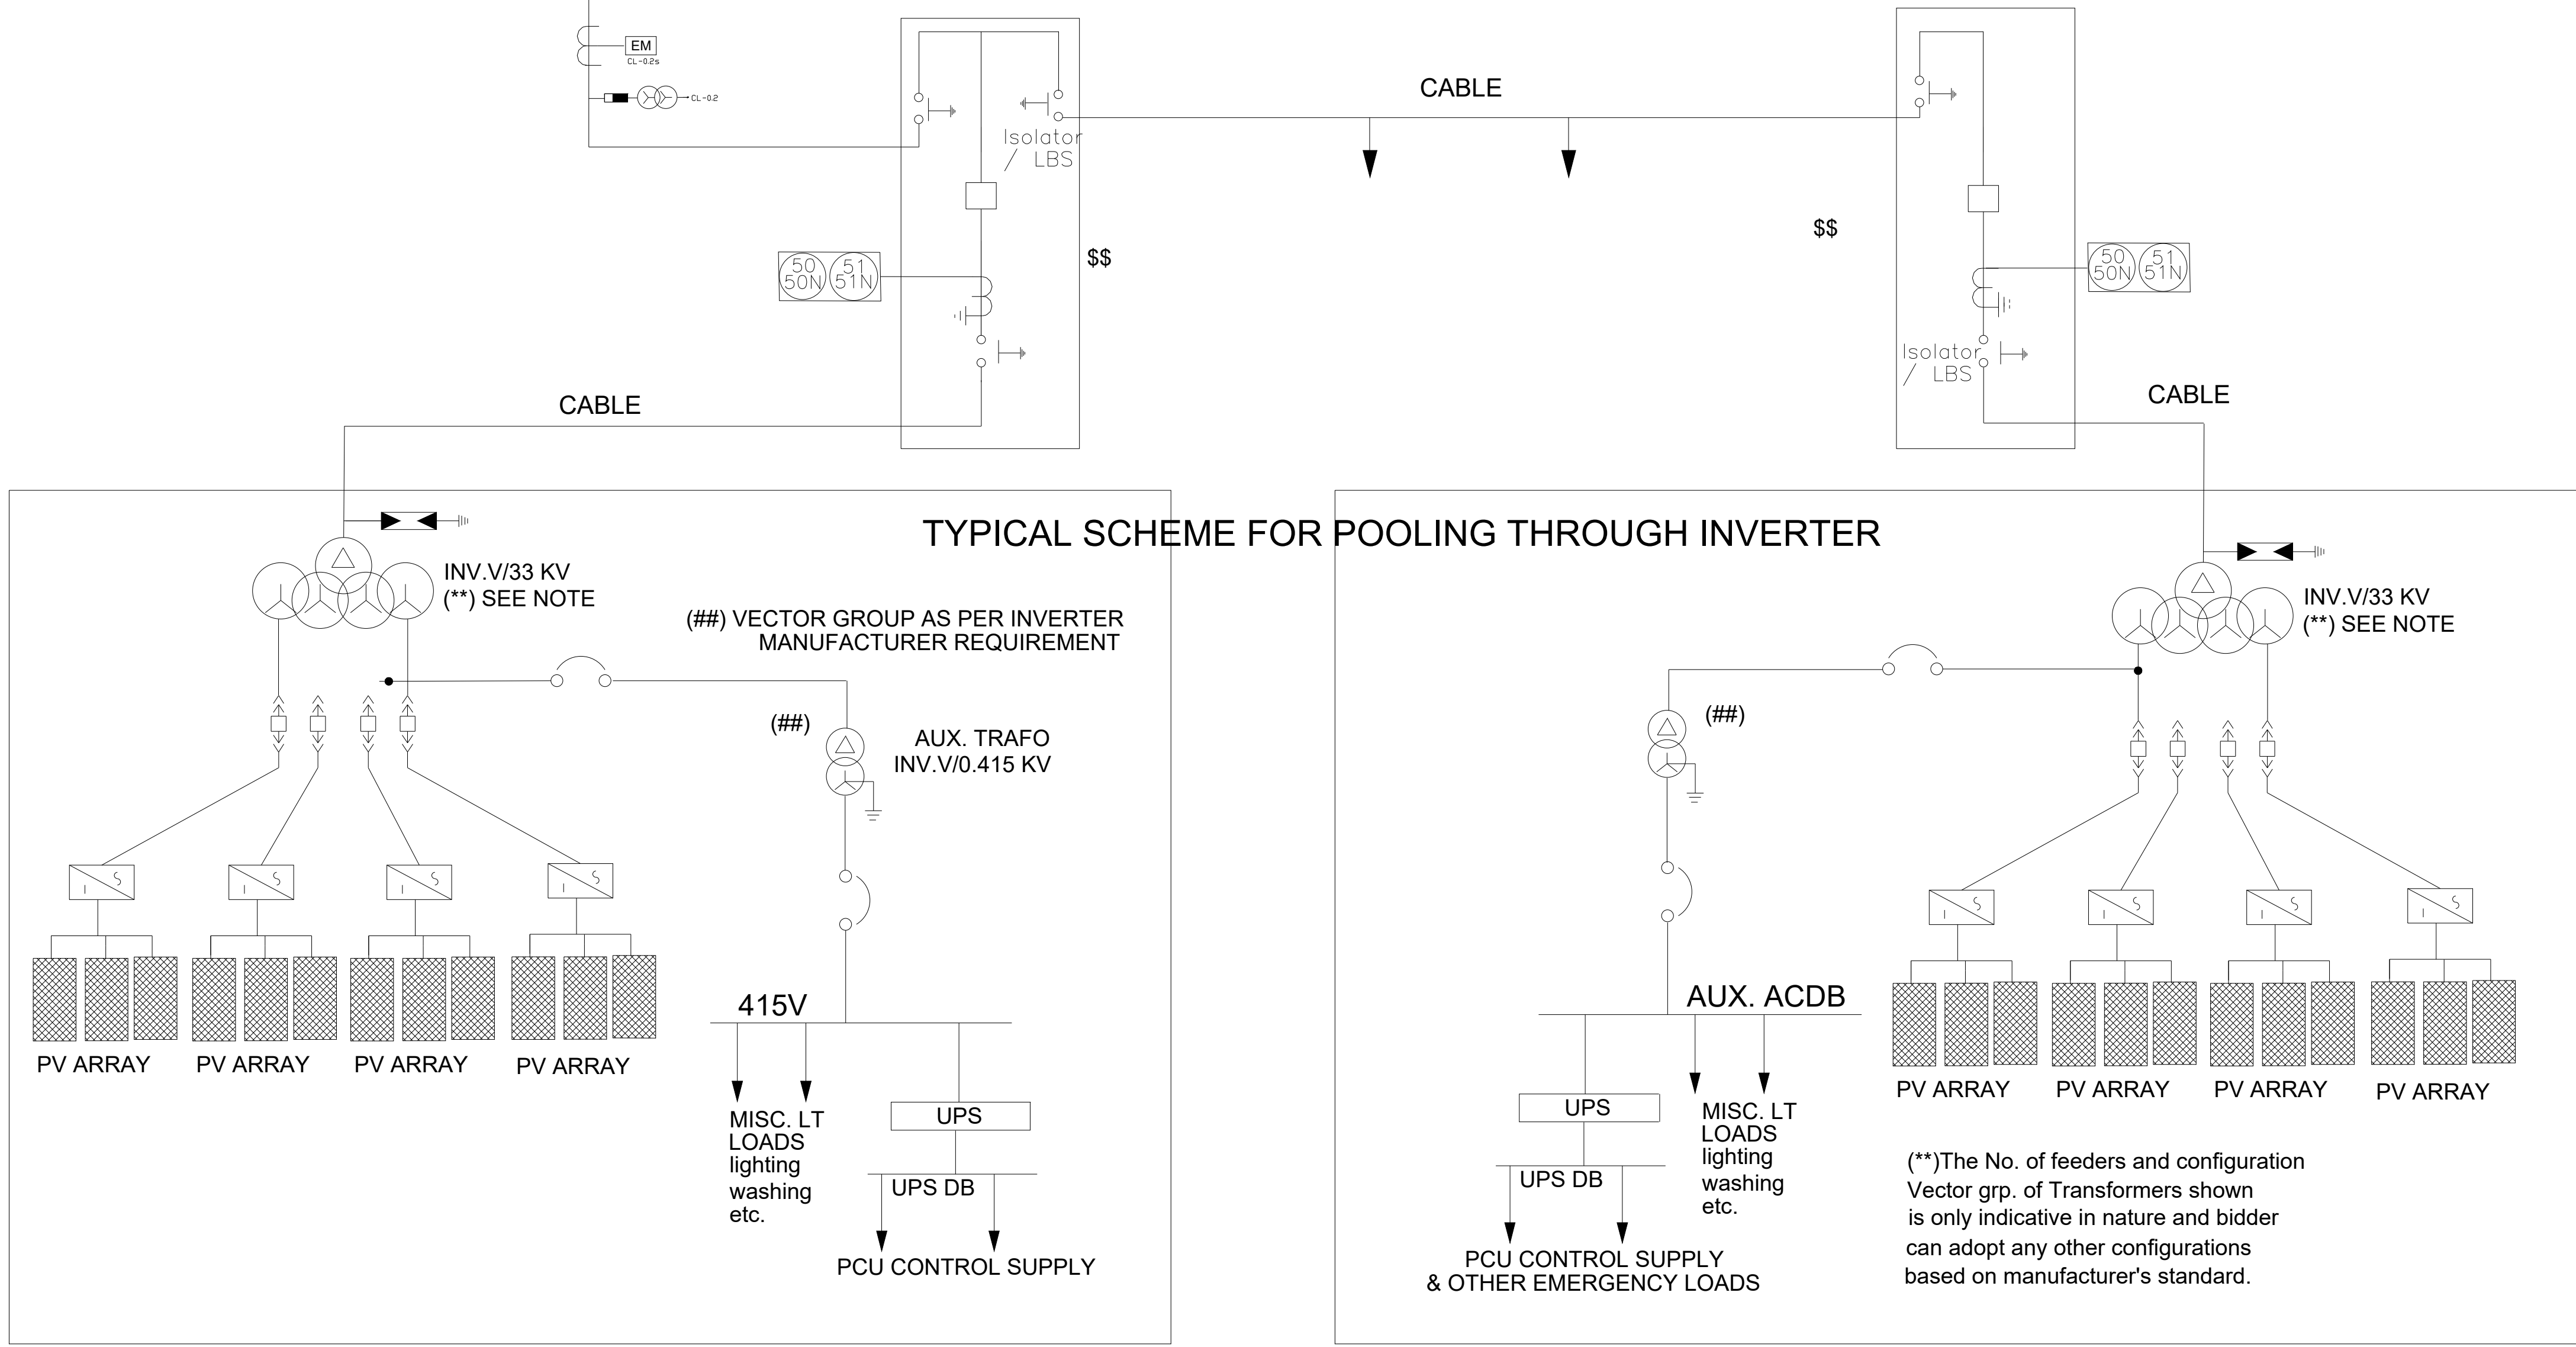 EM
CL-0.2s
CL-0.2
Isolator
/ LBS
CABLE
$$
$$
50
50N
51
51N
50
50N
51
51N
Isolator
/ LBS
CABLE
CABLE
TYPICAL SCHEME FOR POOLING THROUGH INVERTER
INV.V/33 KV
(**) SEE NOTE
(##) VECTOR GROUP AS PER INVERTER
MANUFACTURER REQUIREMENT
(##)
AUX. TRAFO
INV.V/0.415 KV
I S
I S
I S
I S
PV ARRAY
PV ARRAY
PV ARRAY
PV ARRAY
415V
MISC. LT
LOADS
lighting
washing
etc.
UPS
UPS DB
PCU CONTROL SUPPLY
INV.V/33 KV
(**) SEE NOTE
(##)
AUX. ACDB
I S
I S
I S
I S
PV ARRAY
PV ARRAY
PV ARRAY
PV ARRAY
UPS
UPS DB
MISC. LT
LOADS
lighting
washing
etc.
PCU CONTROL SUPPLY
& OTHER EMERGENCY LOADS
(**)The No. of feeders and configuration
Vector grp. of Transformers shown
is only indicative in nature and bidder
can adopt any other configurations
based on manufacturer's standard.